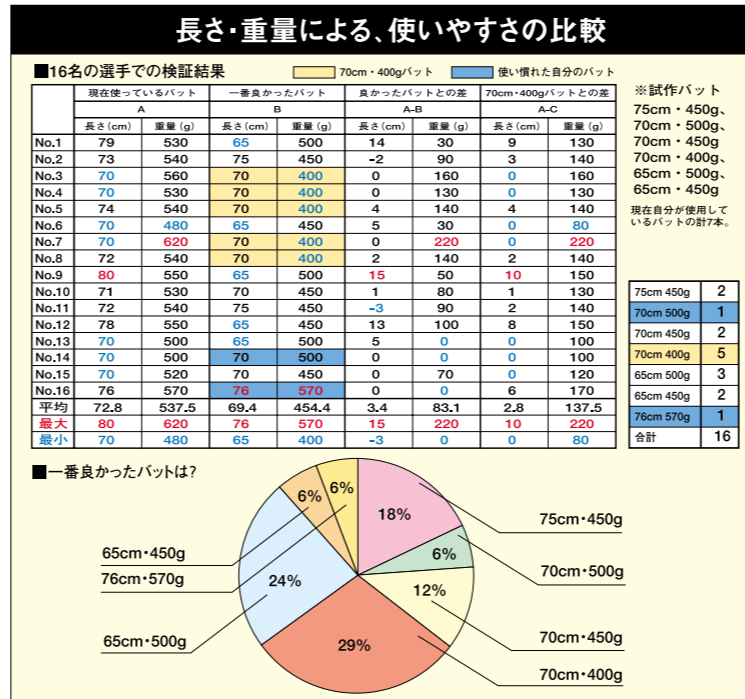 長さ・重量による、使いやすさの比較
■16名の選手での検証結果
70cm・400gバット
使い慣れた自分のバット
現在使っているバット 一番良かったバット 良かったバットとの差 70cm・400gバットとの差
A B A-B A-C
長さ(cm) 重量(g) 長さ(cm) 重量(g) 長さ(cm) 重量(g) 長さ(cm) 重量(g)
No.1 79 530 65 500 14 30 9 130
No.2 73 540 75 450 -2 90 3 140
No.3 70 560 70 400 0 160 0 160
No.4 70 530 70 400 0 130 0 130
No.5 74 540 70 400 4 140 4 140
No.6 70 480 65 450 5 30 0 80
No.7 70 620 70 400 0 220 0 220
No.8 72 540 70 400 2 140 2 140
No.9 80 550 65 500 15 50 10 150
No.10 71 530 70 450 1 80 1 130
No.11 72 540 75 450 -3 90 2 140
No.12 78 550 65 450 13 100 8 150
No.13 70 500 65 500 5 0 0 100
No.14 70 500 70 500 0 0 0 100
No.15 70 520 70 450 0 70 0 120
No.16 76 570 76 570 0 0 6 170
平均 72.8 537.5 69.4 454.4 3.4 83.1 2.8 137.5
最大 80 620 76 570 15 220 10 220
最小 70 480 65 400 -3 0 0 80
※試作バット
75cm・450g、
70cm・500g、
70cm・450g
70cm・400g、
65cm・500g、
65cm・450g
現在自分が使用して
いるバットの計7本。
75cm 450g 2
70cm 500g 1
70cm 450g 2
70cm 400g 5
65cm 500g 3
65cm 450g 2
76cm 570g 1
合計 16
■一番良かったバットは?
6%
6%
18%
6%
12%
29%
24%
75cm・450g
70cm・500g
70cm・450g
70cm・400g
65cm・450g
76cm・570g
65cm・500g